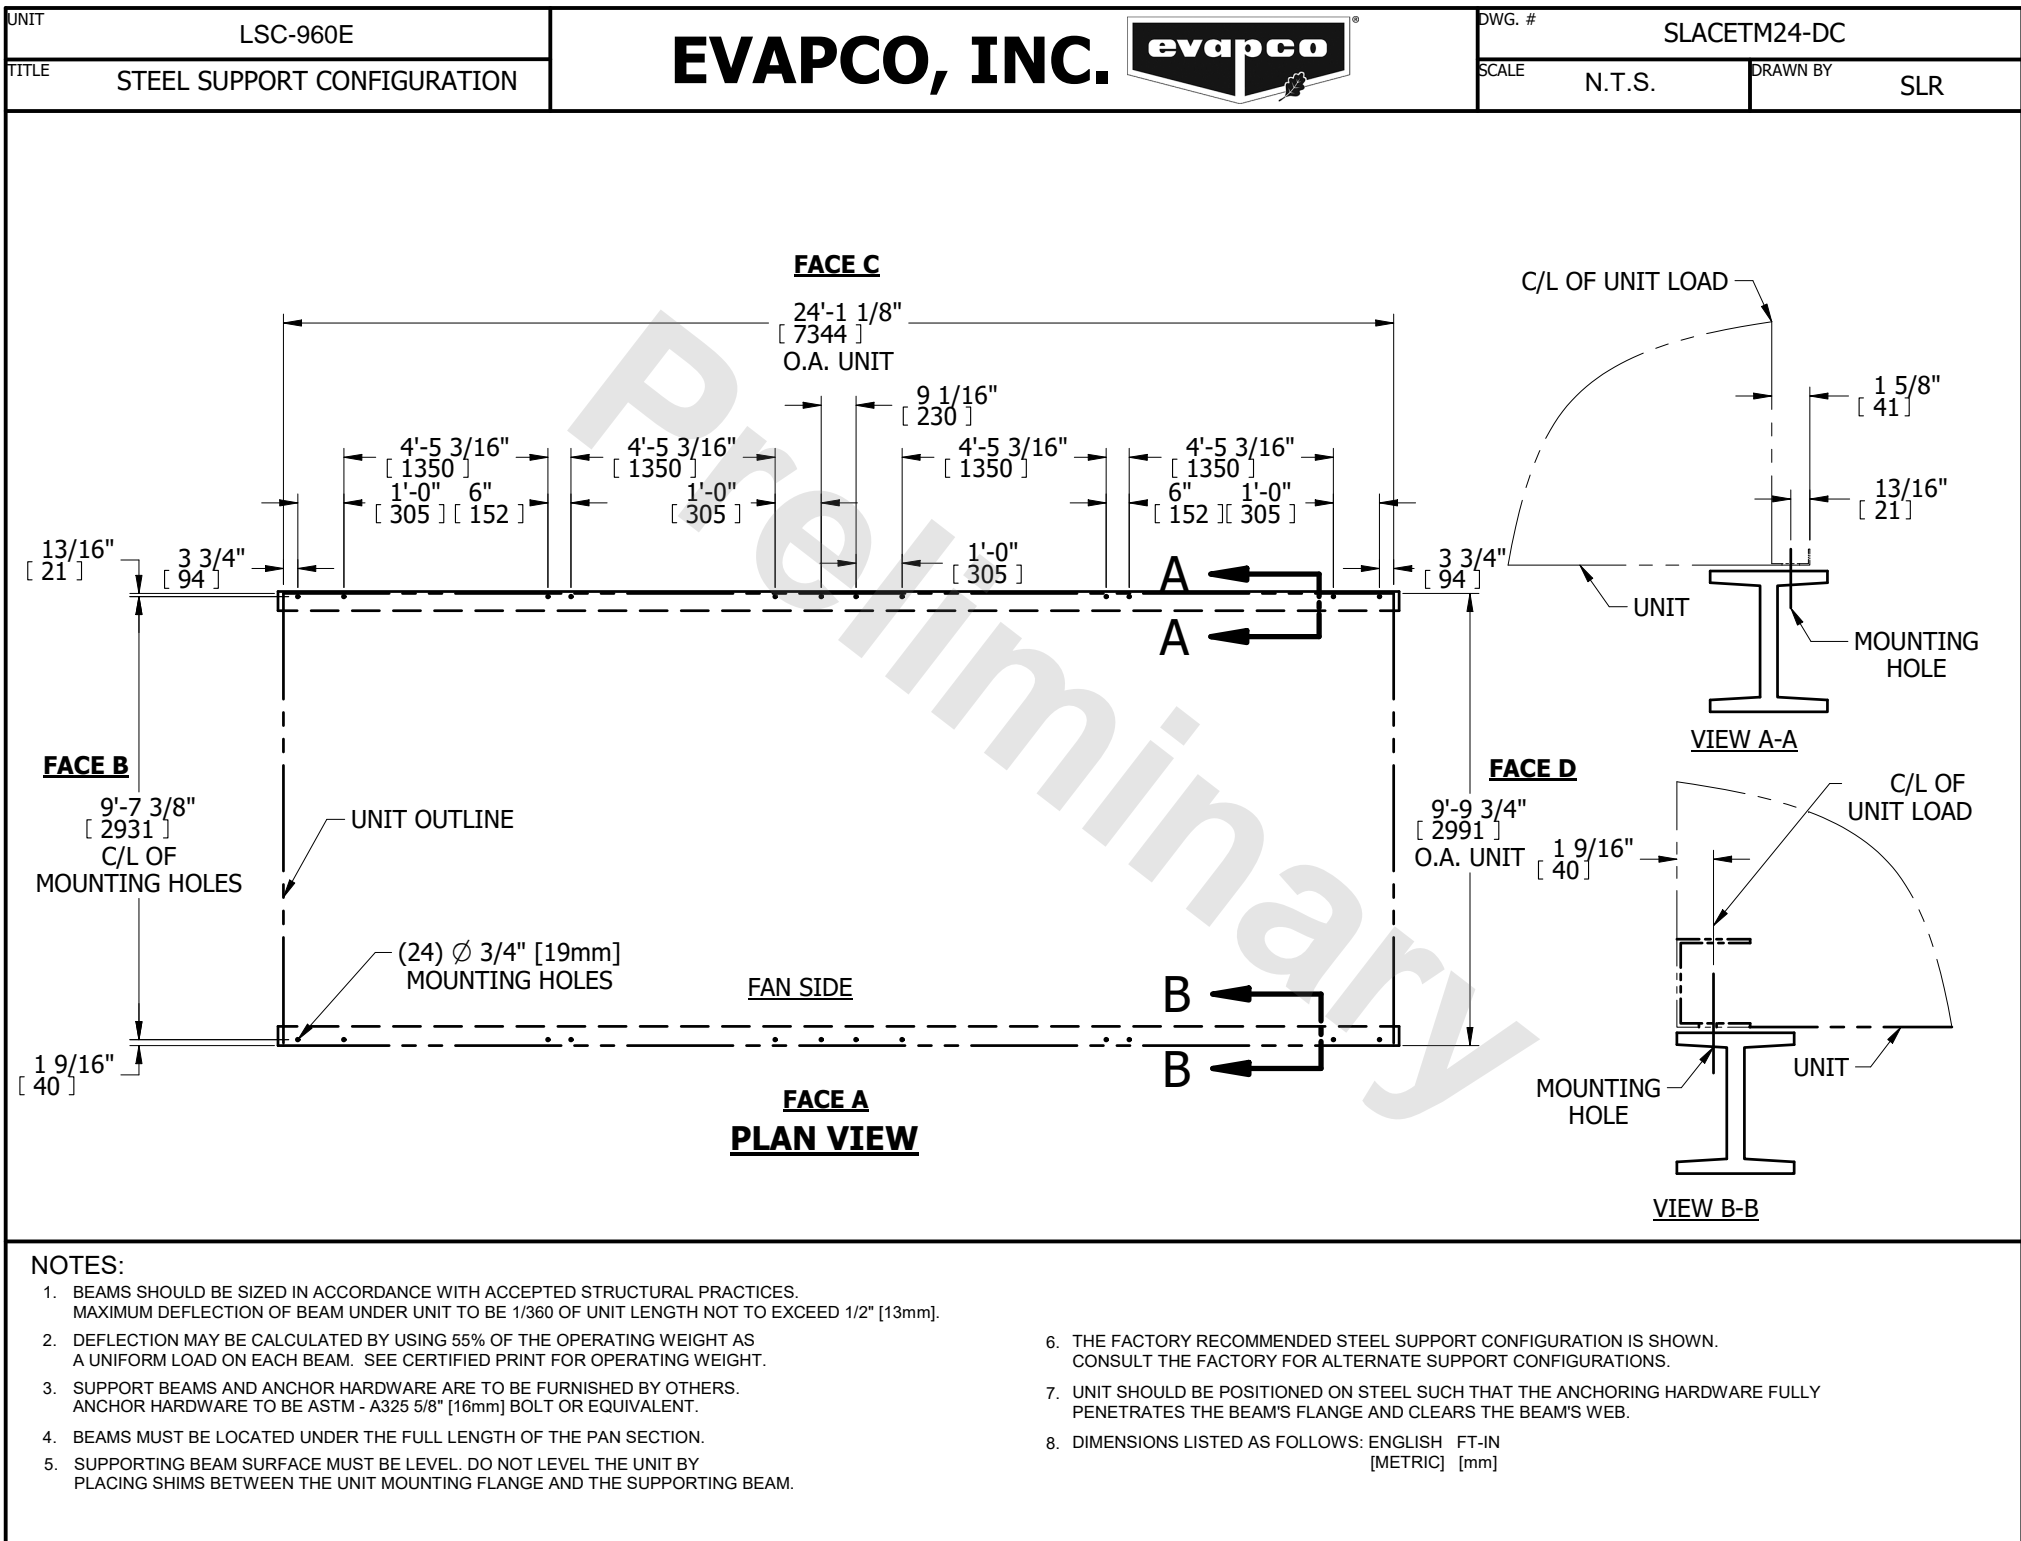 UNIT
LSC-960E
TITLE
STEEL SUPPORT CONFIGURATION
EVAPCO, INC.
evapco
®
DWG. #
SLACETM24-DC
SCALE
N.T.S.
DRAWN BY
SLR
FACE C
24'-1 1/8"
[ 7344 ]
O.A. UNIT
9 1/16"
[ 230 ]
4'-5 3/16"
[ 1350 ]
4'-5 3/16"
[ 1350 ]
4'-5 3/16"
[ 1350 ]
4'-5 3/16"
[ 1350 ]
1'-0"
[ 305 ]
6"
[ 152 ]
1'-0"
[ 305 ]
6"
[ 152 ]
1'-0"
[ 305 ]
13/16"
[ 21 ]
3 3/4"
[ 94 ]
1'-0"
[ 305 ]
3 3/4"
[ 94 ]
A
A
FACE B
9'-7 3/8"
[ 2931 ]
C/L OF
MOUNTING HOLES
UNIT OUTLINE
(24) Ø 3/4" [19mm]
MOUNTING HOLES
FAN SIDE
B
B
1 9/16"
[ 40 ]
FACE D
9'-9 3/4"
[ 2991 ]
O.A. UNIT
FACE A
PLAN VIEW
C/L OF UNIT LOAD
1 5/8"
[ 41 ]
13/16"
[ 21 ]
UNIT
MOUNTING
HOLE
VIEW A-A
C/L OF
UNIT LOAD
1 9/16"
[ 40 ]
UNIT
MOUNTING
HOLE
VIEW B-B
Preliminary
NOTES:
1. BEAMS SHOULD BE SIZED IN ACCORDANCE WITH ACCEPTED STRUCTURAL PRACTICES.
MAXIMUM DEFLECTION OF BEAM UNDER UNIT TO BE 1/360 OF UNIT LENGTH NOT TO EXCEED 1/2" [13mm].
2. DEFLECTION MAY BE CALCULATED BY USING 55% OF THE OPERATING WEIGHT AS
A UNIFORM LOAD ON EACH BEAM. SEE CERTIFIED PRINT FOR OPERATING WEIGHT.
3. SUPPORT BEAMS AND ANCHOR HARDWARE ARE TO BE FURNISHED BY OTHERS.
ANCHOR HARDWARE TO BE ASTM - A325 5/8" [16mm] BOLT OR EQUIVALENT.
4. BEAMS MUST BE LOCATED UNDER THE FULL LENGTH OF THE PAN SECTION.
5. SUPPORTING BEAM SURFACE MUST BE LEVEL. DO NOT LEVEL THE UNIT BY
PLACING SHIMS BETWEEN THE UNIT MOUNTING FLANGE AND THE SUPPORTING BEAM.
6. THE FACTORY RECOMMENDED STEEL SUPPORT CONFIGURATION IS SHOWN.
CONSULT THE FACTORY FOR ALTERNATE SUPPORT CONFIGURATIONS.
7. UNIT SHOULD BE POSITIONED ON STEEL SUCH THAT THE ANCHORING HARDWARE FULLY
PENETRATES THE BEAM'S FLANGE AND CLEARS THE BEAM'S WEB.
8. DIMENSIONS LISTED AS FOLLOWS: ENGLISH FT-IN
[METRIC] [mm]